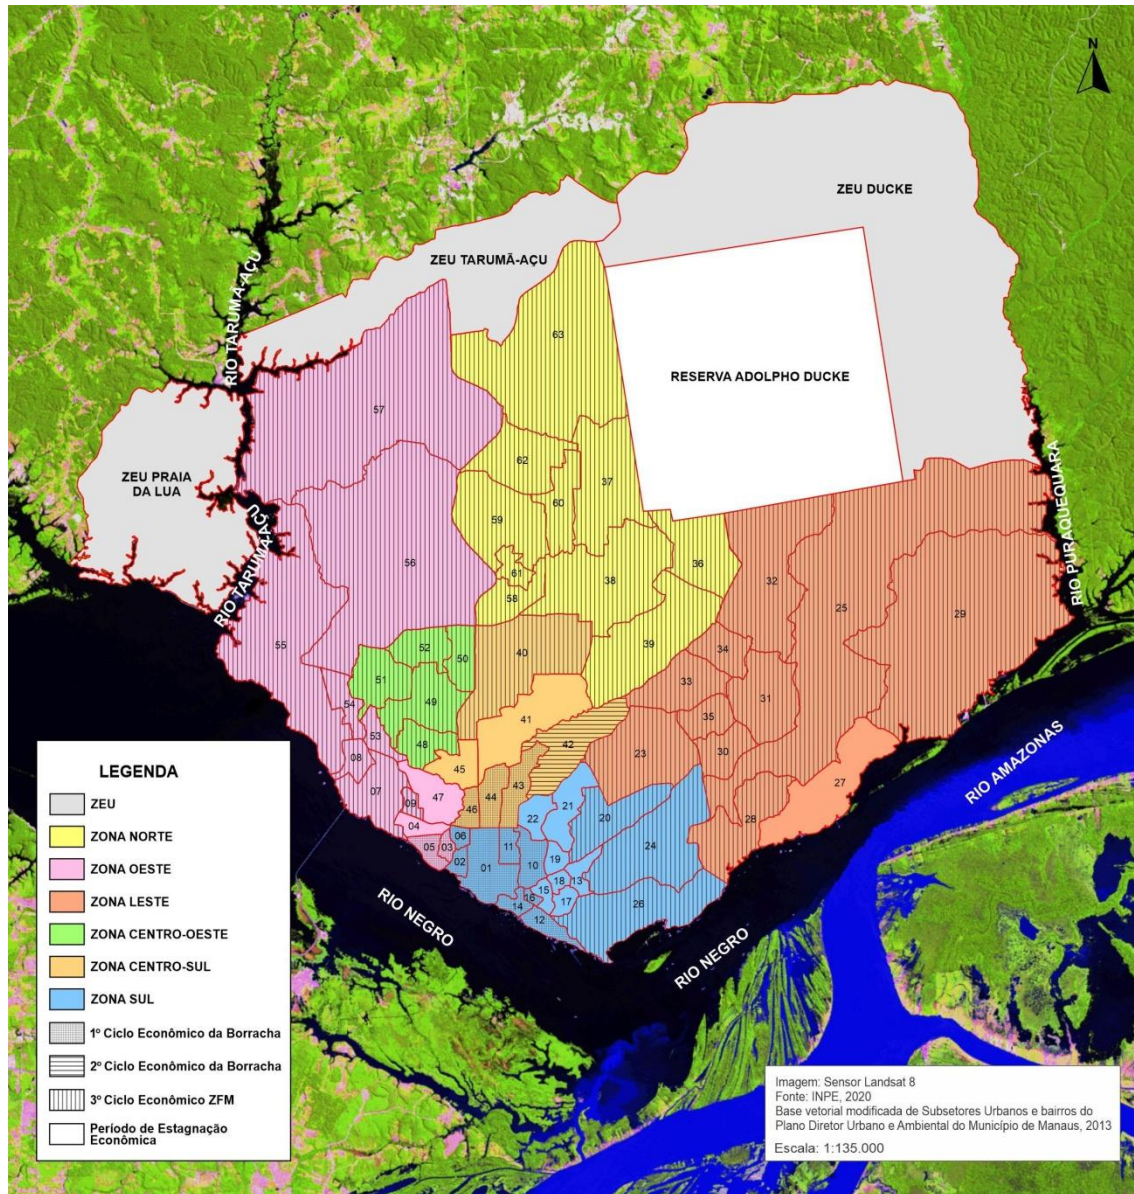 N
ZEU DUCKE
ZEU TARUMÃ-AÇU
RIO TARUMÃ-AÇU
63
RESERVA ADOLPHO DUCKE
57
ZEU PRAIA
DA LUA
62
37
60
59
RIO TARUMÃ-AÇU
RIO PURAQUEQUARA
56
61
38
36
32
58
25
29
55
40
39
52
50
34
51
33
31
54
49
35
41
53
48
42
30
23
08
45
27
43
07
47
44
46
28
09
21
20
04
22
06
24
05
03
11
02
01
10
19
18
13
15
16
17
14
26
12
RIO NEGRO
RIO NEGRO
RIO AMAZONAS
LEGENDA
ZEU
ZONA NORTE
ZONA OESTE
ZONA LESTE
ZONA CENTRO-OESTE
ZONA CENTRO-SUL
ZONA SUL
1º Ciclo Econômico da Borracha
2º Ciclo Econômico da Borracha
3º Ciclo Econômico ZFM
Período de Estagnação
Econômica
Imagem: Sensor Landsat 8
Fonte: INPE, 2020
Base vetorial modificada de Subsetores Urbanos e bairros do
Plano Diretor Urbano e Ambiental do Município de Manaus, 2013
Escala: 1:135.000